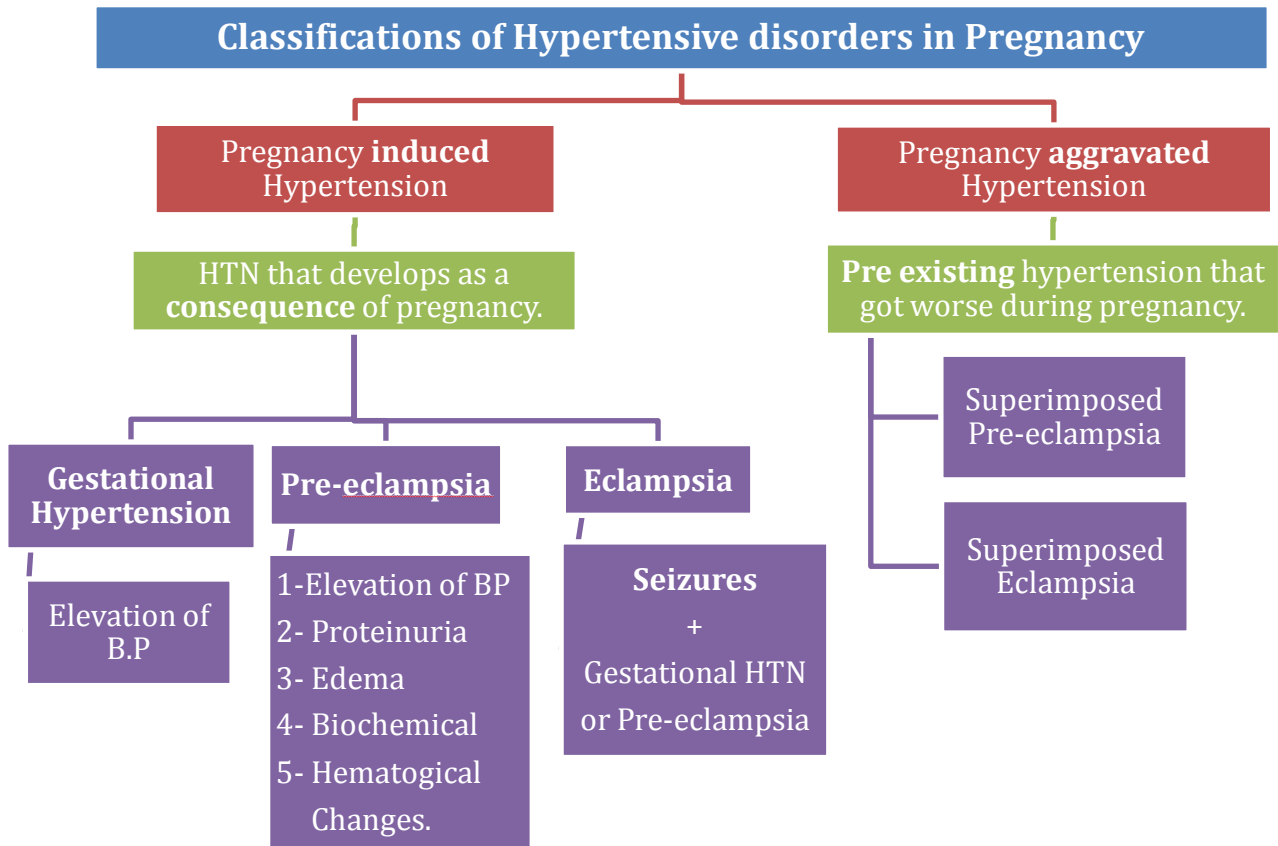 Classifications of Hypertensive disorders in Pregnancy
Pregnancy induced
Hypertension
Pregnancy aggravated
Hypertension
HTN that develops as a
consequence of pregnancy.
Pre existing hypertension that
got worse during pregnancy.
Gestational
Hypertension
Pre-eclampsia
Eclampsia
Superimposed
Pre-eclampsia
Superimposed
Eclampsia
Elevation of
B.P
1-Elevation of BP
2- Proteinuria
3- Edema
4- Biochemical
5- Hematogical
Changes.
Seizures
+
Gestational HTN
or Pre-eclampsia